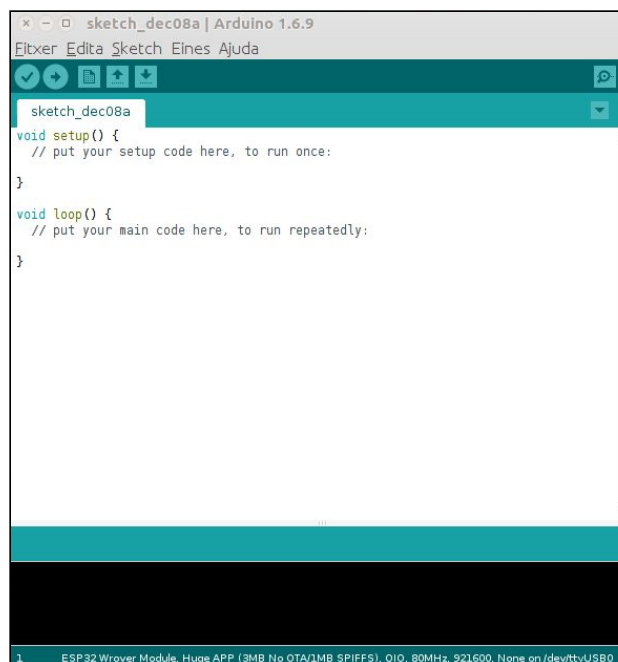 sketch_dec08a | Arduino 1.6.9
Fitxer Edita Sketch Eines Ajuda
sketch_dec08a
void setup() {
  // put your setup code here, to run once:
}
void loop() {
  // put your main code here, to run repeatedly:
}
1 ESP32 Wrover Module, Huge APP (3MB No OTA/1MB SPIFFS), QIO, 80MHz, 921600, None on /dev/ttyUSB0